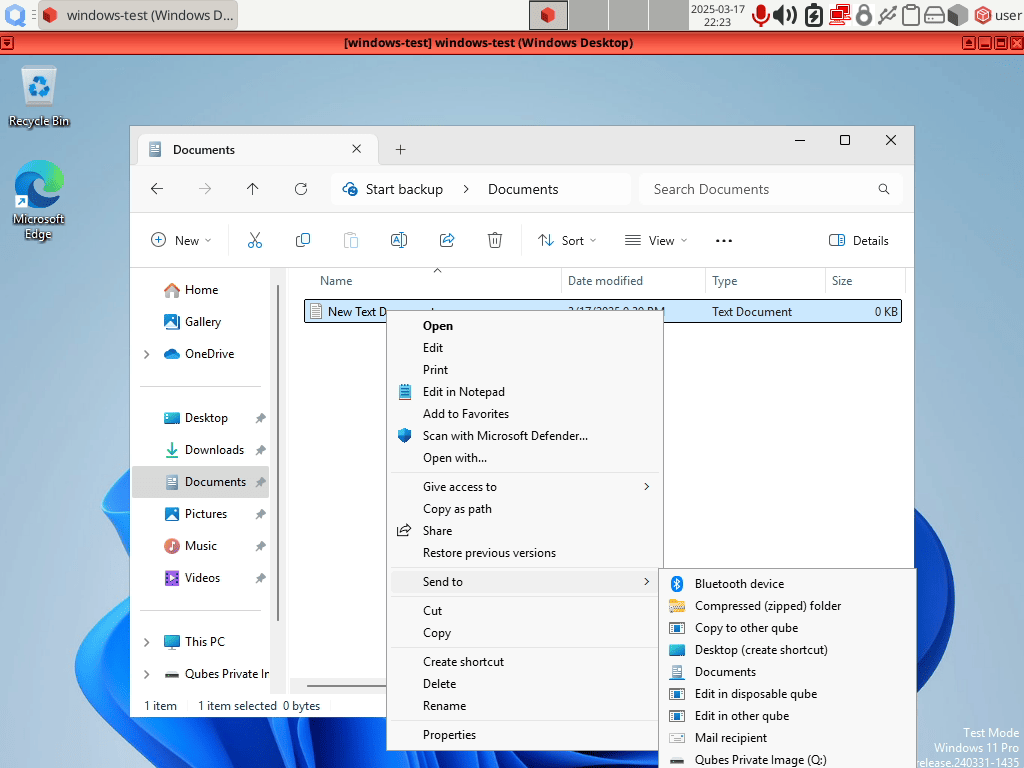 windows-test (Windows D...
2025-03-17
22:23
user
[windows-test] windows-test (Windows Desktop)
Recycle Bin
Microsoft
Edge
Documents
Start backup
Documents
Search Documents
New
Sort
View
Details
Name
Date modified
Type
Size
New Text D
Text Document
0 KB
Home
Gallery
OneDrive
Desktop
Downloads
Documents
Pictures
Music
Videos
This PC
Qubes Private In
1 item
1 item selected
0 bytes
Open
Edit
Print
Edit in Notepad
Add to Favorites
Scan with Microsoft Defender...
Open with...
Give access to
Copy as path
Share
Restore previous versions
Send to
Cut
Copy
Create shortcut
Delete
Rename
Properties
Bluetooth device
Compressed (zipped) folder
Copy to other qube
Desktop (create shortcut)
Documents
Edit in disposable qube
Edit in other qube
Mail recipient
Qubes Private Image (Q:)
Test Mode
Windows 11 Pro
release.240331-1435